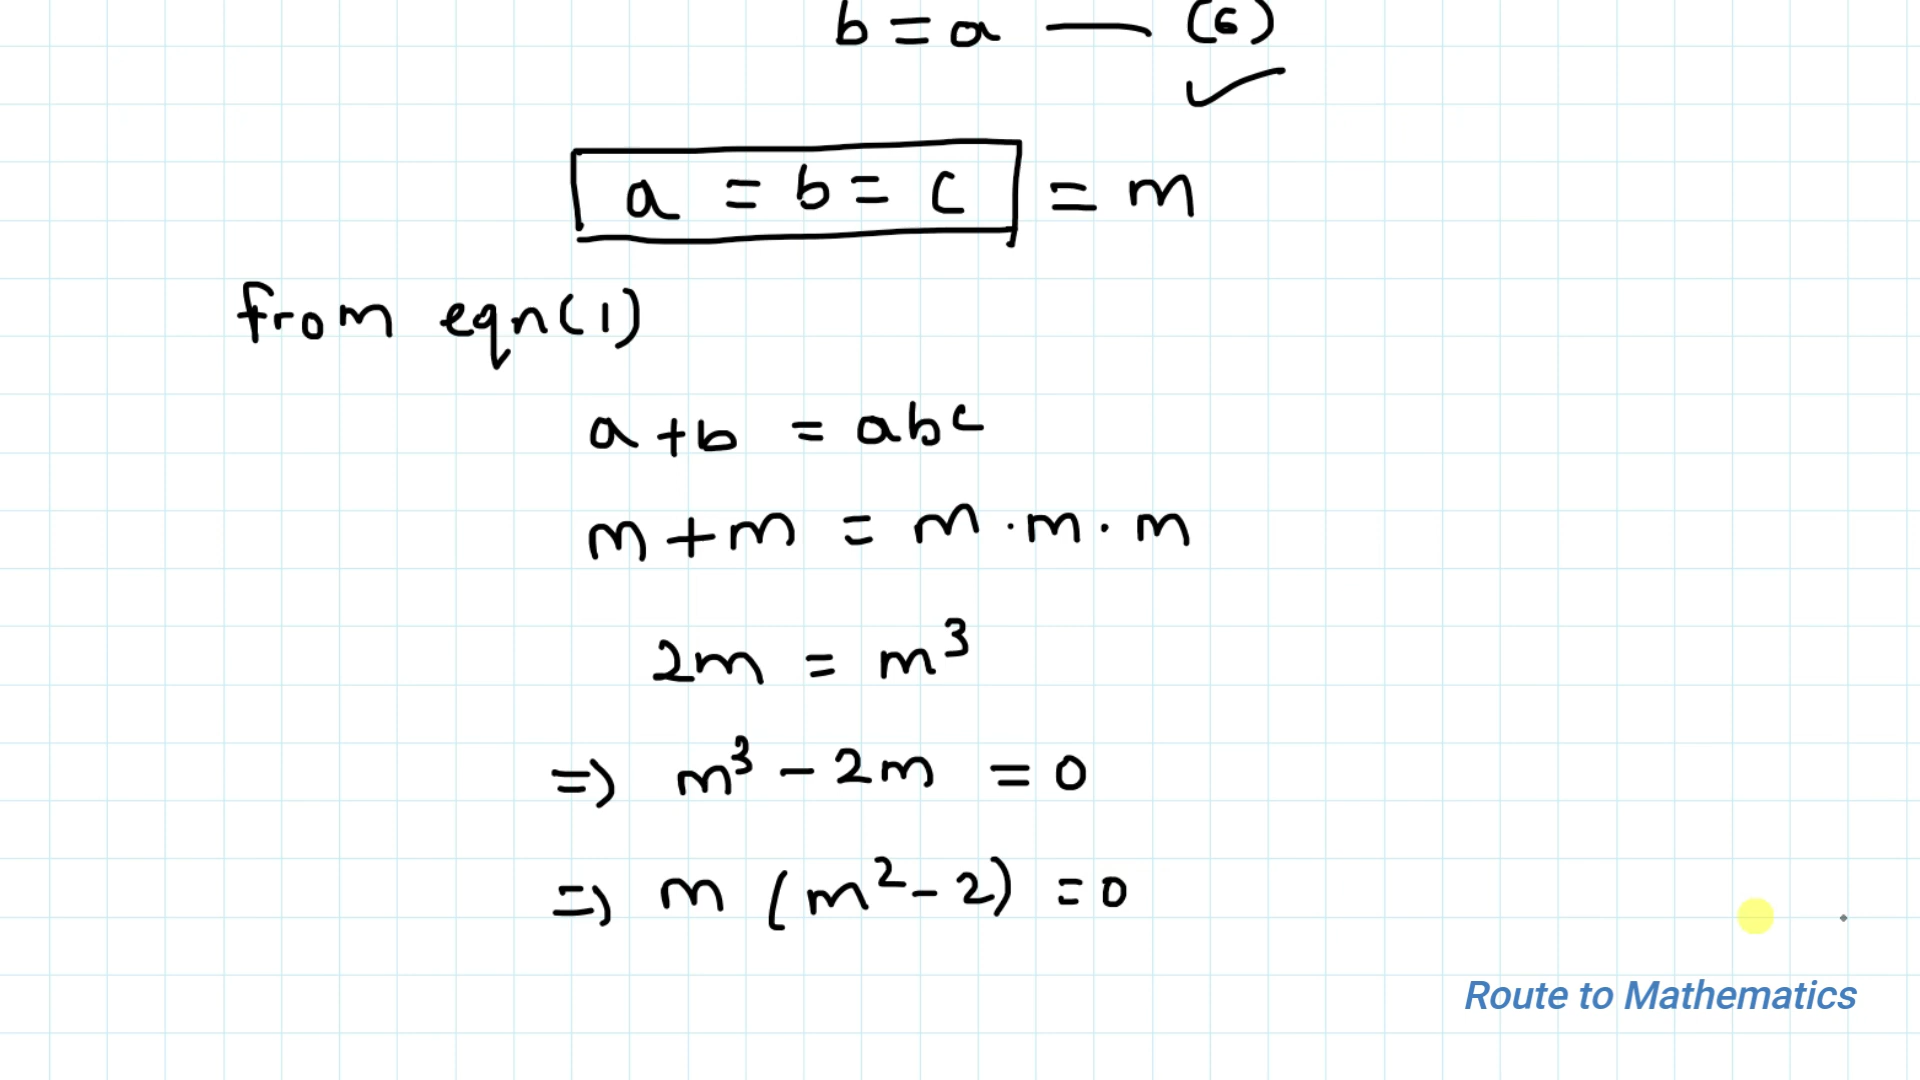 b = a — (6)
a = b = c = m
from eqn(1)
a + b = abc
m + m = m · m · m
2m = m³
=> m³ - 2m = 0
=> m (m² - 2) = 0
Route to Mathematics